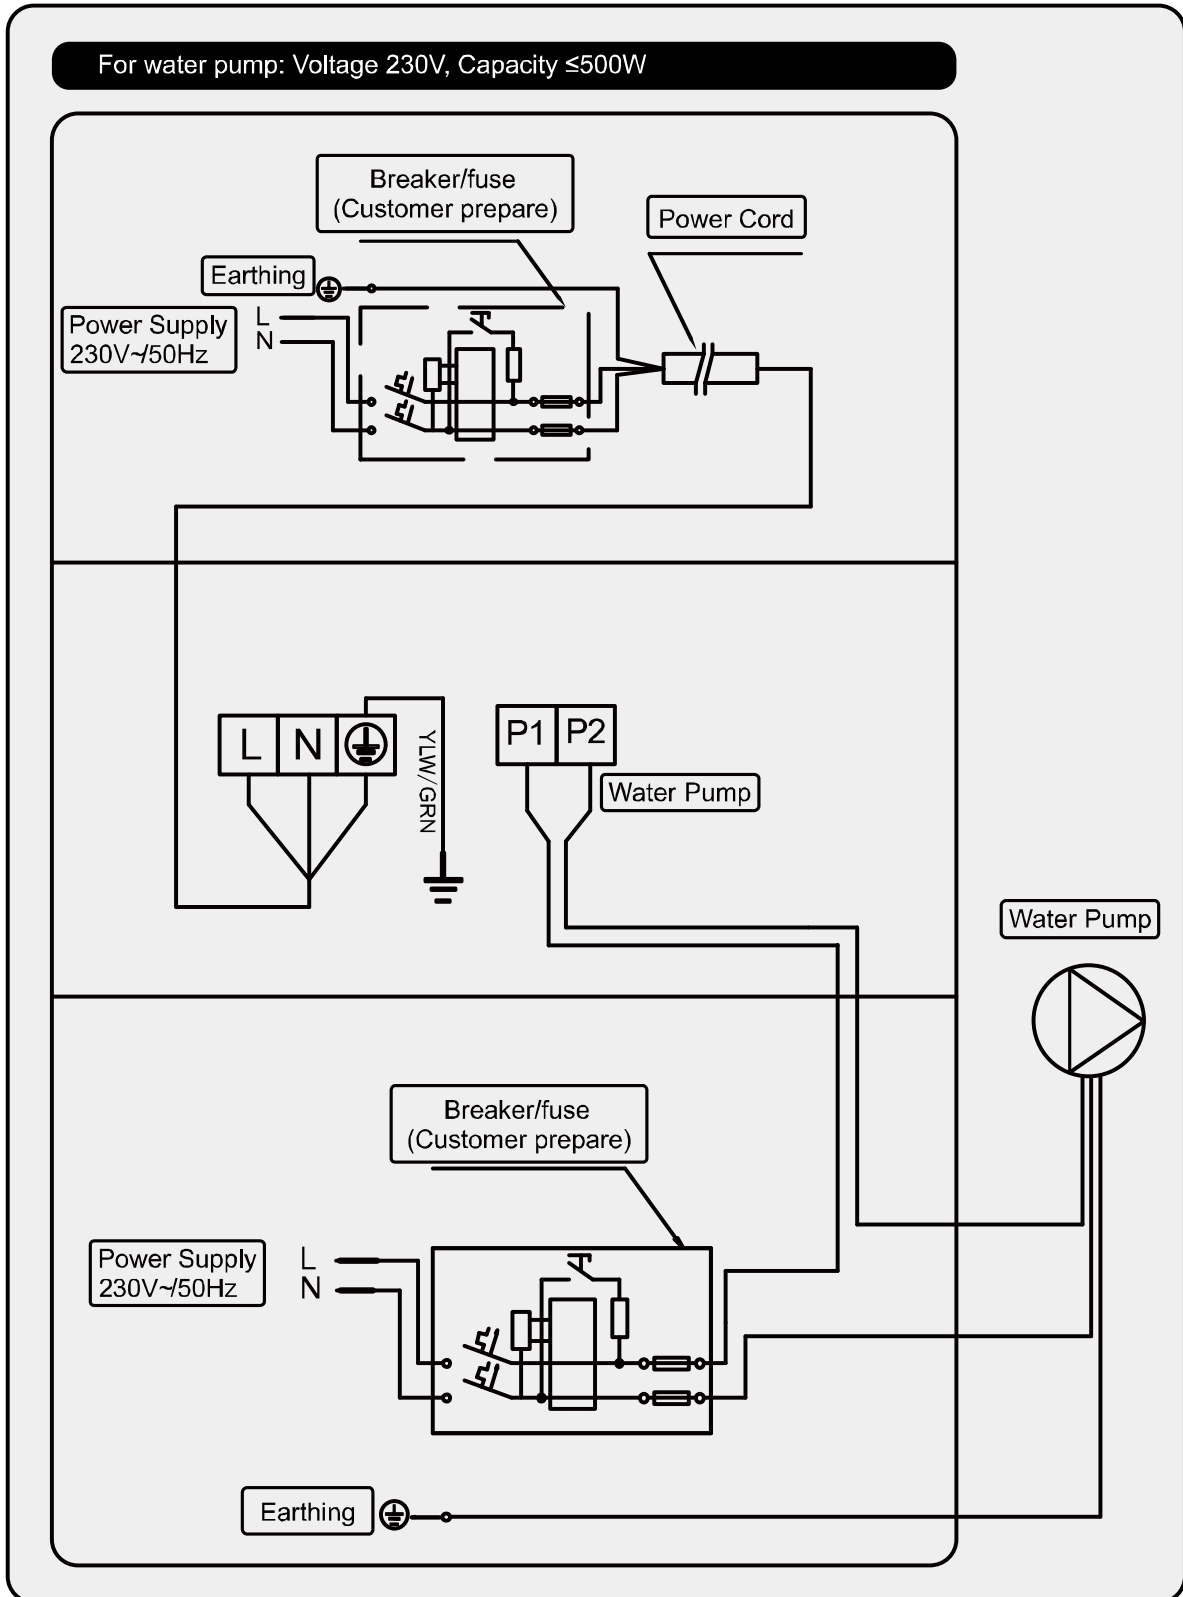 For water pump: Voltage 230V, Capacity ≤500W
Breaker/fuse
(Customer prepare)
Power Cord
Earthing
Power Supply
230V~/50Hz
L
N
L N
P1 P2
YLW/GRN
Water Pump
Water Pump
Breaker/fuse
(Customer prepare)
Power Supply
230V~/50Hz
L
N
Earthing